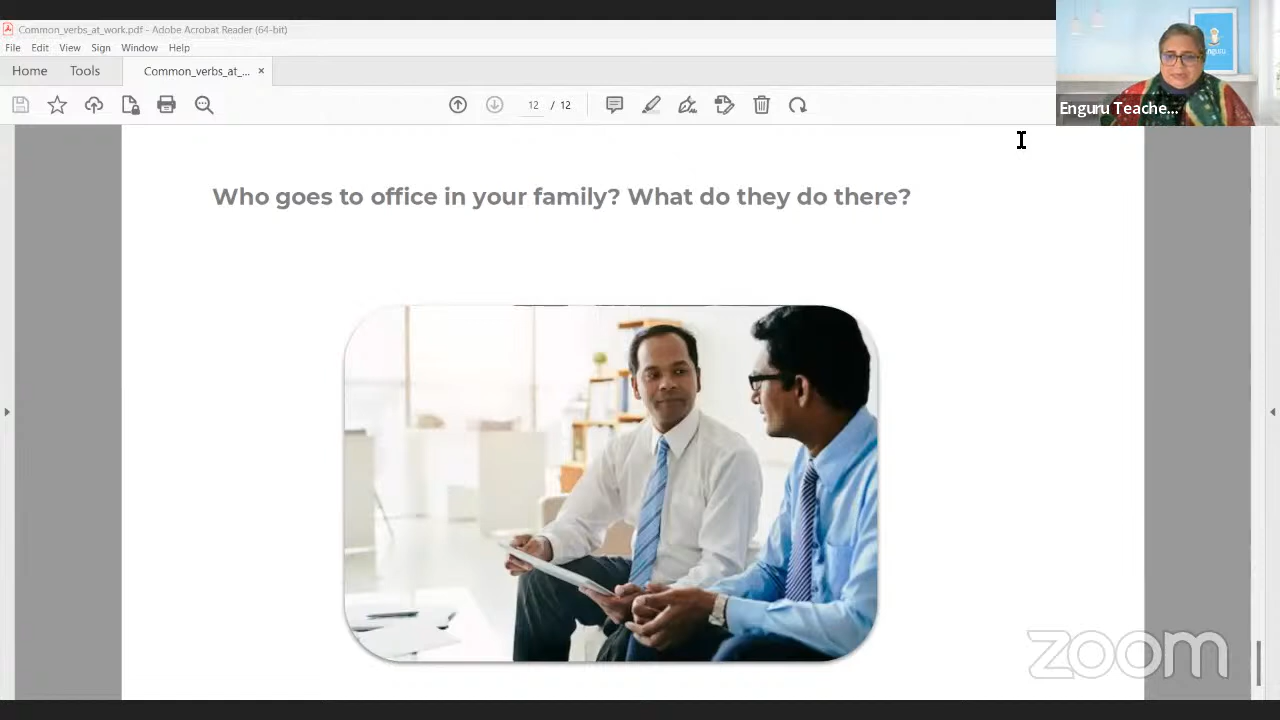 Common_verbs_at_work.pdf - Adobe Acrobat Reader (64-bit)
File Edit View Sign Window Help
Home Tools Common_verbs_at_... ×
12 / 12
Enguru Teache...
Who goes to office in your family? What do they do there?
zoom